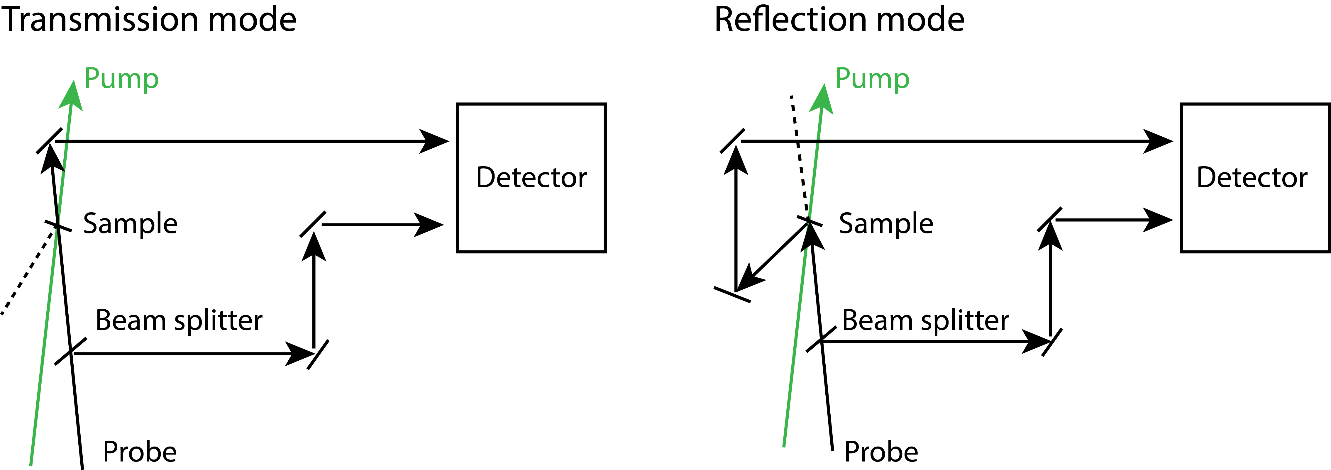 Transmission mode
Pump
Detector
Sample
Beam splitter
Probe
Reflection mode
Pump
Detector
Sample
Beam splitter
Probe